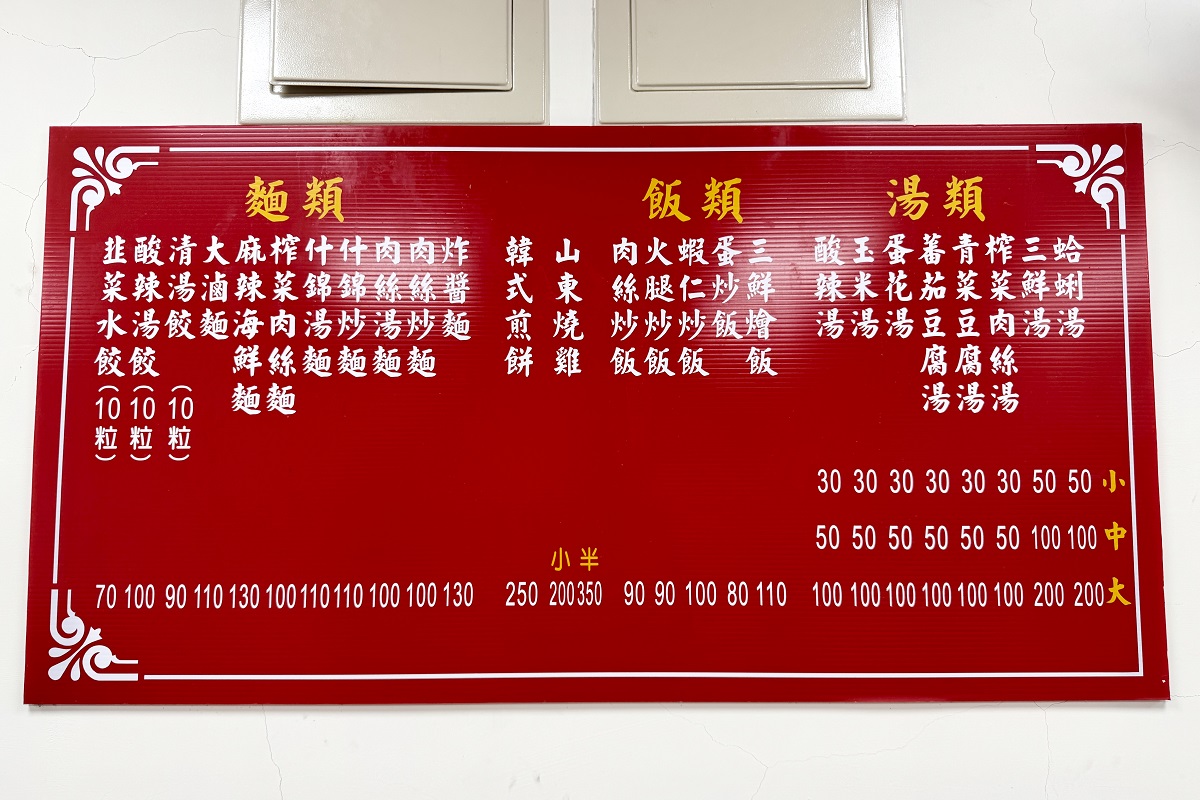 湯類
蛤蜊湯
三鮮湯
榨菜肉絲湯
青菜豆腐湯
蕃茄豆腐湯
蛋花湯
玉米湯
酸辣湯
30 30 30 30 30 30 50 50 小
50 50 50 50 50 50 100 100 中
100 100 100 100 100 100 200 200 大
飯類
三鮮燴飯
蛋炒飯
蝦仁炒飯
火腿炒飯
肉絲炒飯
90 90 100 80 110
山東燒雞
韓式煎餅
小 半
250 200 350
麵類
炸醬麵
肉絲炒麵
肉絲湯麵
什錦炒麵
什錦湯麵
榨菜肉絲麵
麻辣海鮮麵
大滷麵
清湯餃(10粒)
酸辣湯餃(10粒)
韭菜水餃(10粒)
70 100 90 110 130 100 110 110 100 100 130